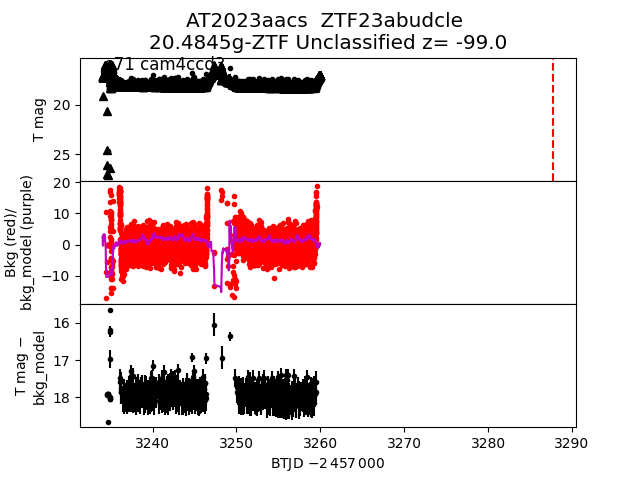 AT2023aacs ZTF23abudcle
20.4845g-ZTF Unclassified z= -99.0
71 cam4ccd3
T mag
20
25
Bkg (red)/
bkg_model (purple)
20
10
0
−10
T mag −
bkg_model
16
17
18
3240 3250 3260 3270 3280 3290
BTJD −2 457 000